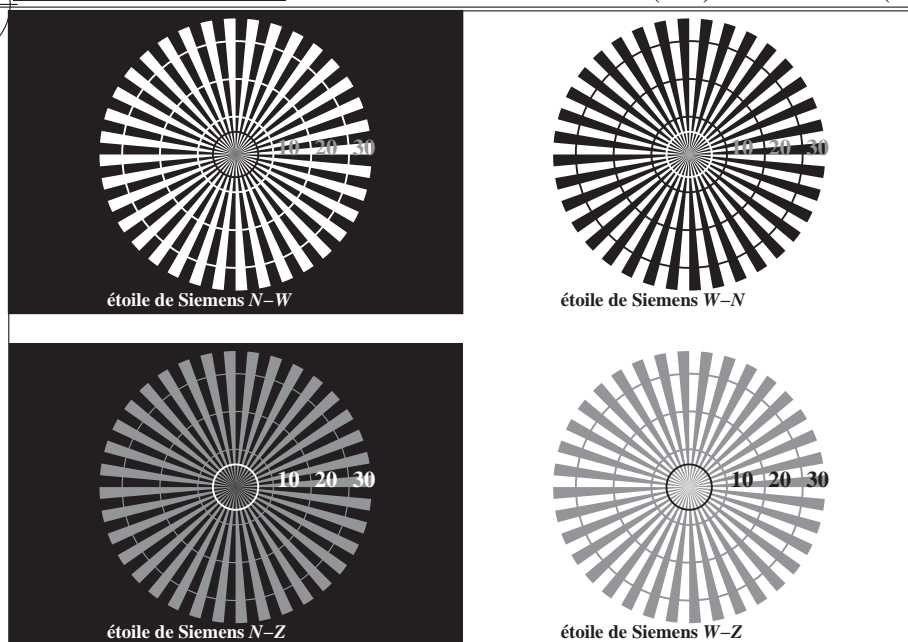 10 20 30
étoile de Siemens N–W
10 20 30
étoile de Siemens W–N
10 20 30
étoile de Siemens N–Z
10 20 30
étoile de Siemens W–Z